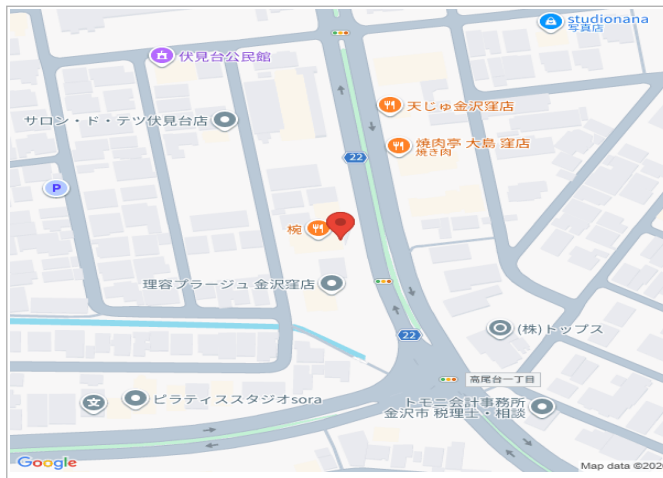 studionana
写真店
伏見台公民館
天じゅ金沢窪店
サロン・ド・テツ伏見台店
焼肉亭 大島 窪店
焼き肉
22
P
椀
理容プラージュ 金沢窪店
22
(株)トップス
高尾台一丁目
ピラティススタジオsora
文
トモニ会計事務所
金沢市 税理士・相談
Google
Map data ©2026